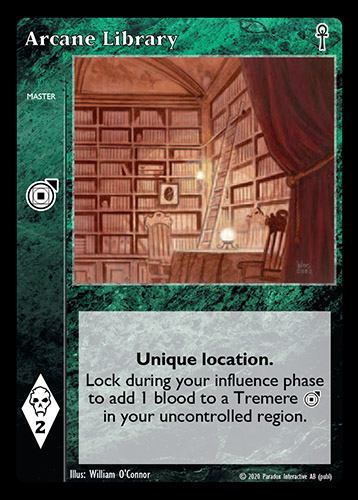 Arcane Library
MASTER
Unique location.
Lock during your influence phase
to add 1 blood to a Tremere
in your uncontrolled region.
2
Illus: William O'Connor
© 2020 Paradox Interactive AB (publ)